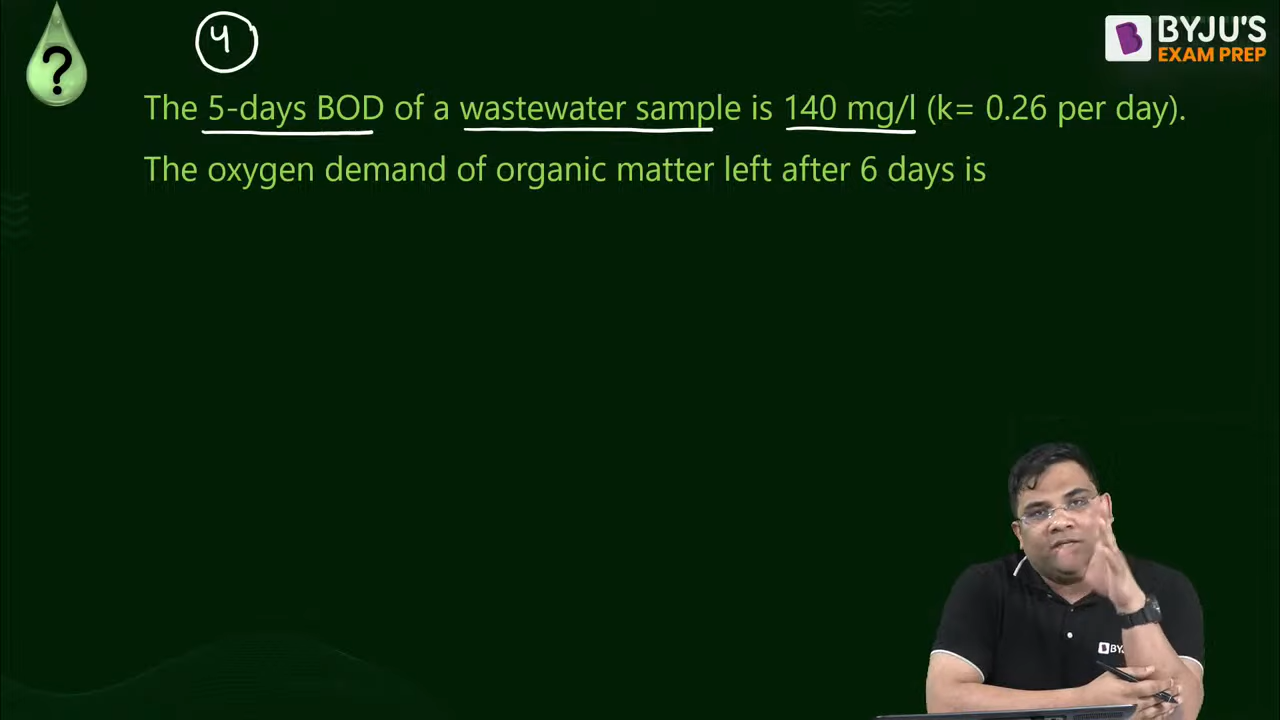 4
BYJU'S
EXAM PREP
?
The 5-days BOD of a wastewater sample is 140 mg/l (k= 0.26 per day).
The oxygen demand of organic matter left after 6 days is
BY